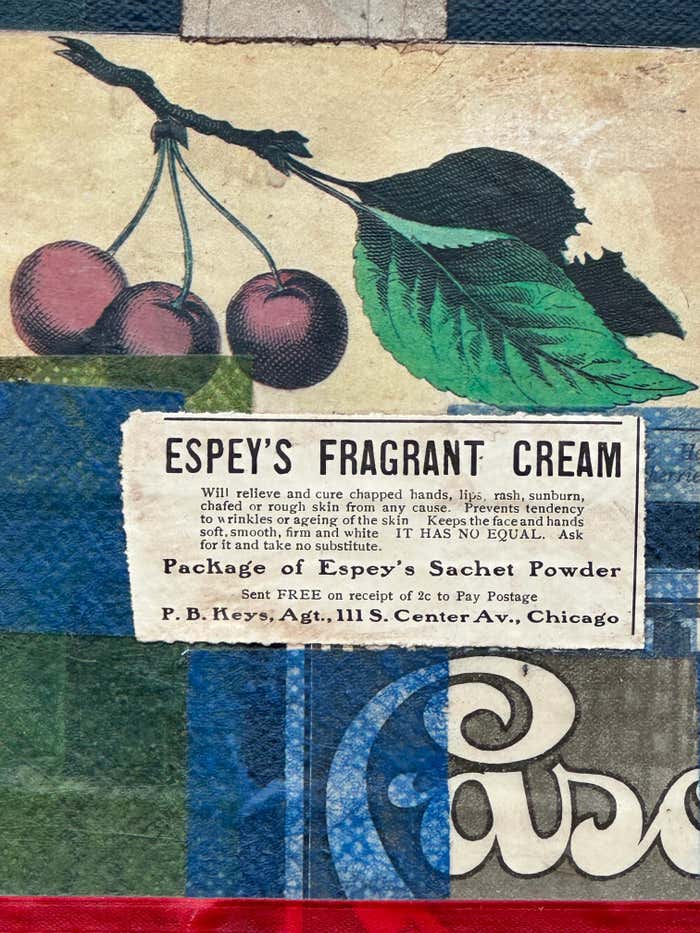 ESPEY'S FRAGRANT CREAM
Will relieve and cure chapped hands, lips, rash, sunburn,
chafed or rough skin from any cause. Prevents tendency
to wrinkles or ageing of the skin Keeps the face and hands
soft, smooth, firm and white IT HAS NO EQUAL. Ask
for it and take no substitute.
Package of Espey's Sachet Powder
Sent FREE on receipt of 2c to Pay Postage
P. B. Keys, Agt., 111 S. Center Av., Chicago